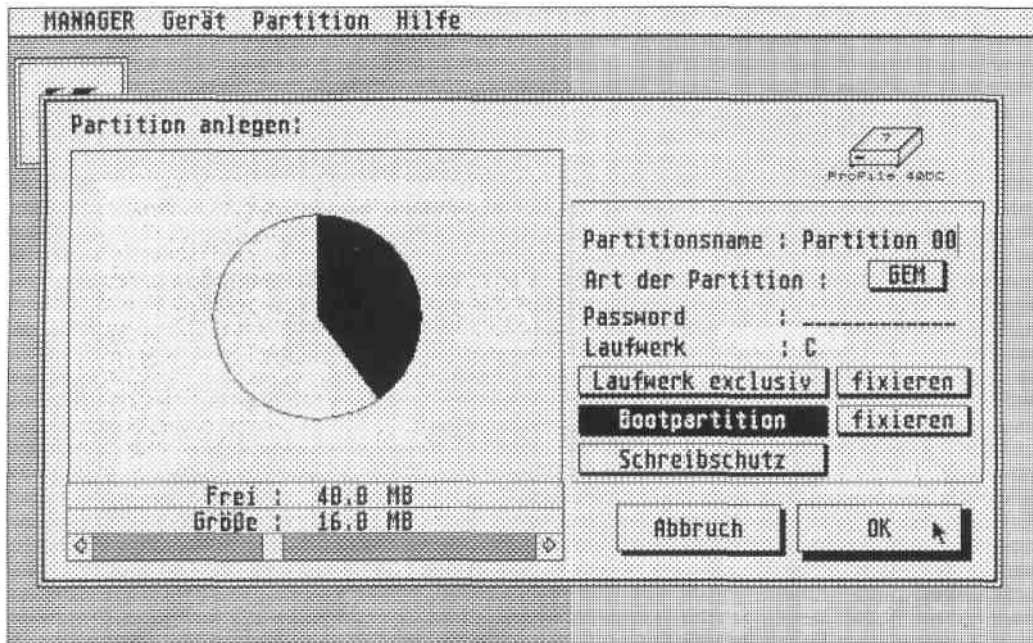 MANAGER Gerät Partition Hilfe
Partition anlegen:
?
ProFile 40DC
Partitionsname : Partition 00
Art der Partition : GEM
Password : ____________
Laufwerk : C
Laufwerk exclusiv fixieren
Bootpartition fixieren
Schreibschutz
Frei : 40.0 MB
Größe : 16.0 MB
Abbruch OK